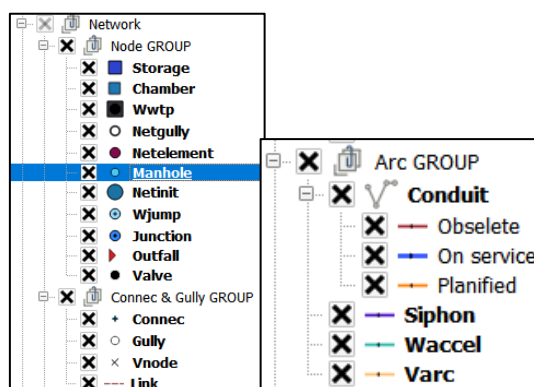 Network
Node GROUP
Storage
Chamber
Wwtp
Netgully
Netelement
Manhole
Netinit
Wjump
Junction
Outfall
Valve
Connec & Gully GROUP
Connec
Gully
Vnode
Link
Arc GROUP
Conduit
Obselete
On service
Planified
Siphon
Waccel
Varc